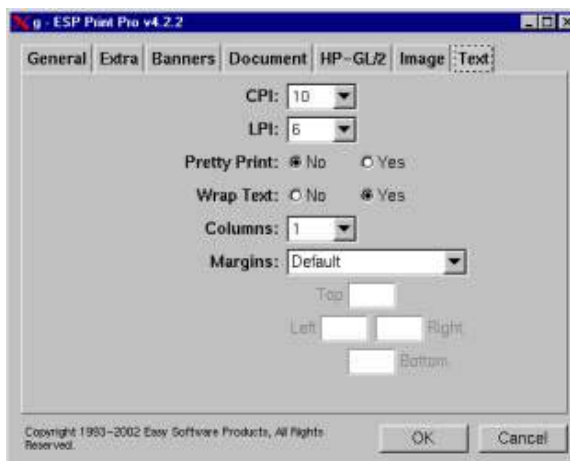 g - ESP Print Pro v4.2.2
General Extra Banners Document HP-GL/2 Image Text
CPI: 10
LPI: 6
Pretty Print: No Yes
Wrap Text: No Yes
Columns: 1
Margins: Default
Top
Left Right
Bottom
Copyright 1993-2002 Easy Software Products, All Rights
Reserved.
OK Cancel